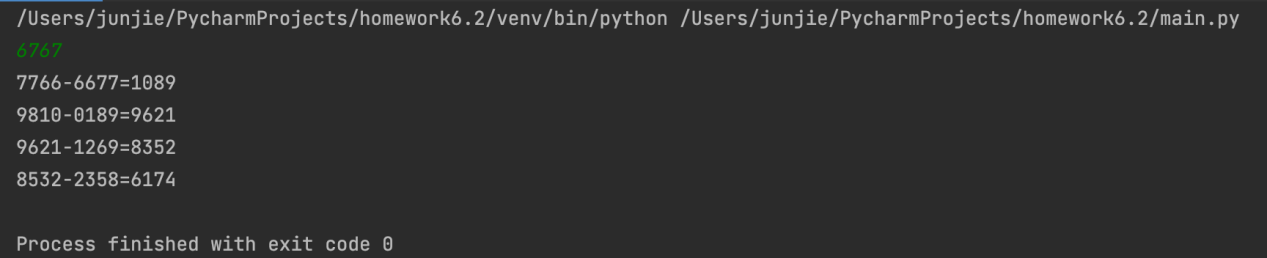 /Users/junjie/PycharmProjects/homework6.2/venv/bin/python /Users/junjie/PycharmProjects/homework6.2/main.py
6767
7766-6677=1089
9810-0189=9621
9621-1269=8352
8532-2358=6174
Process finished with exit code 0